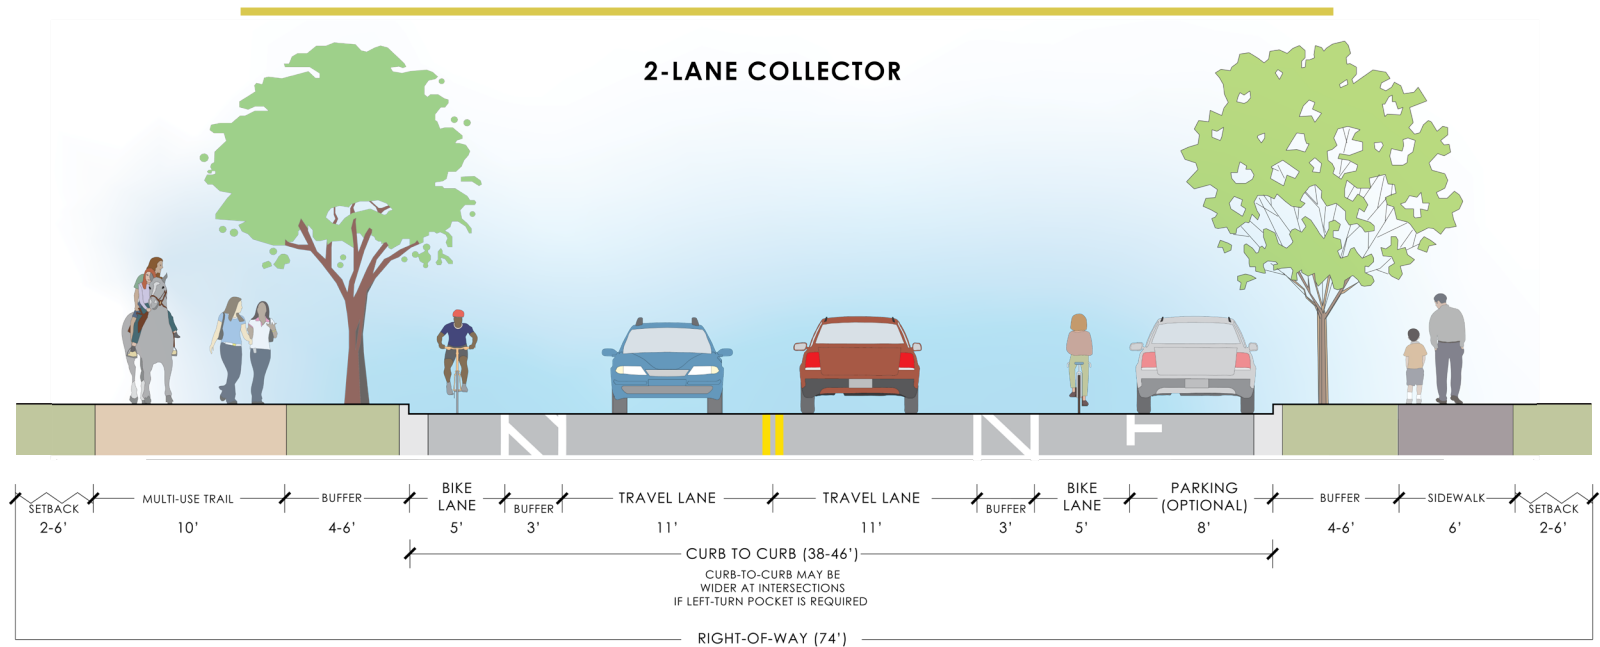 2-LANE COLLECTOR
SETBACK
2-6'
MULTI-USE TRAIL
10'
BUFFER
4-6'
BIKE
LANE
5'
BUFFER
3'
TRAVEL LANE
11'
TRAVEL LANE
11'
BUFFER
3'
BIKE
LANE
5'
PARKING
(OPTIONAL)
8'
BUFFER
4-6'
SIDEWALK
6'
SETBACK
2-6'
CURB TO CURB (38-46')
CURB-TO-CURB MAY BE
WIDER AT INTERSECTIONS
IF LEFT-TURN POCKET IS REQUIRED
RIGHT-OF-WAY (74')